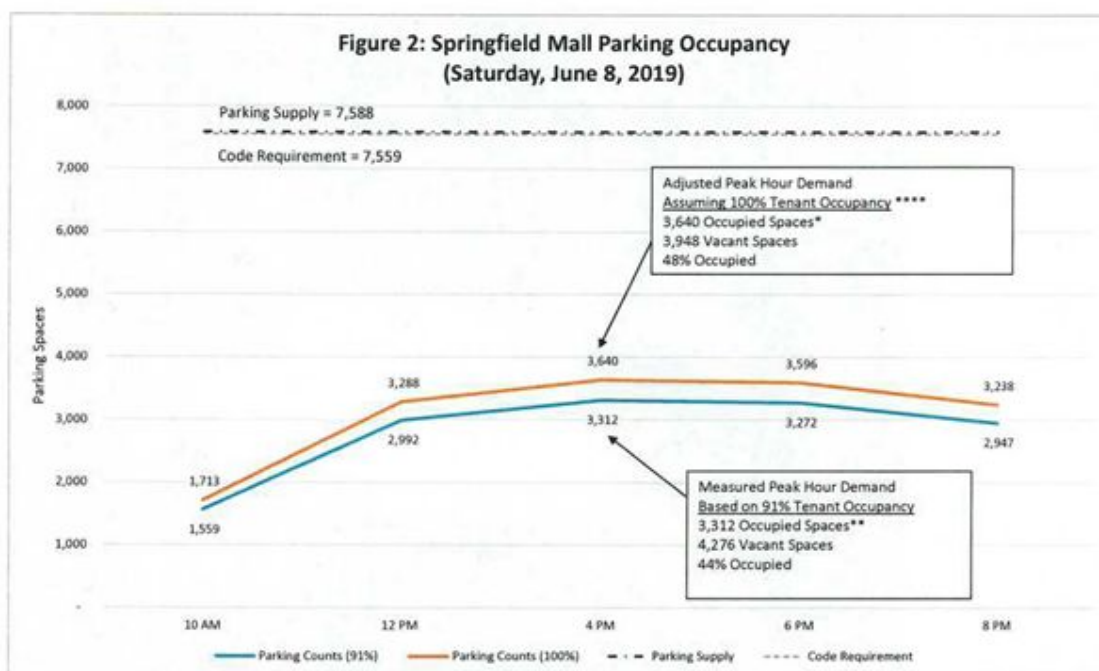 Figure 2: Springfield Mall Parking Occupancy
(Saturday, June 8, 2019)
8,000
7,000
6,000
5,000
4,000
3,000
2,000
1,000
-
Parking Spaces
Parking Supply = 7,588
Code Requirement = 7,559
Adjusted Peak Hour Demand
Assuming 100% Tenant Occupancy ****
3,640 Occupied Spaces*
3,948 Vacant Spaces
48% Occupied
1,713
3,288
3,640
3,596
3,238
1,559
2,992
3,312
3,272
2,947
Measured Peak Hour Demand
Based on 91% Tenant Occupancy
3,312 Occupied Spaces**
4,276 Vacant Spaces
44% Occupied
10 AM
12 PM
4 PM
6 PM
8 PM
Parking Counts (91%)
Parking Counts (100%)
Parking Supply
Code Requirement